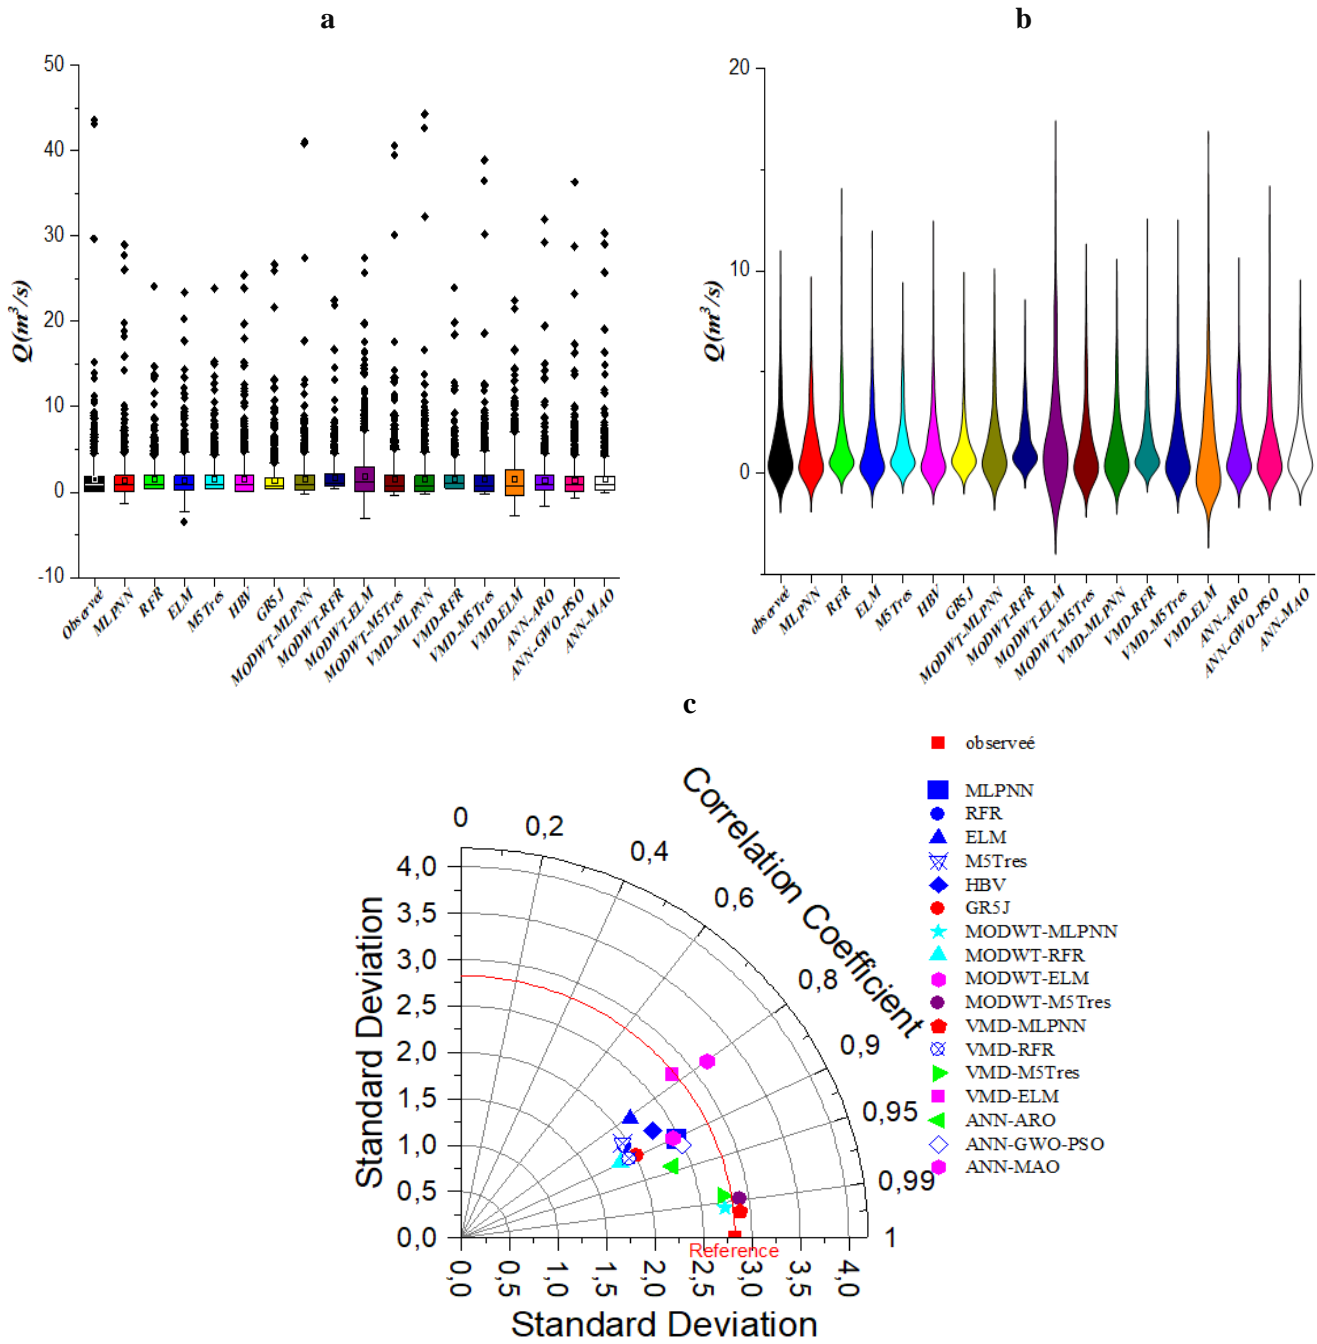 a
50
40
30
20
10
0
-10
Q(m³/s)
Observeé
MLPNN
RFR
ELM
M5Tres
HBV
GR5J
MODWT-MLPNN
MODWT-RFR
MODWT-ELM
MODWT-M5Tres
VMD-MLPNN
VMD-RFR
VMD-M5Tres
VMD-ELM
ANN-ARO
ANN-GWO-PSO
ANN-MAO
b
20
10
0
Q(m³/s)
observeé
MLPNN
RFR
ELM
M5Tres
HBV
GR5J
MODWT-MLPNN
MODWT-RFR
MODWT-ELM
MODWT-M5Tres
VMD-MLPNN
VMD-RFR
VMD-M5Tres
VMD-ELM
ANN-ARO
ANN-GWO-PSO
ANN-MAO
c
observeé
MLPNN
RFR
ELM
M5Tres
HBV
GR5J
MODWT-MLPNN
MODWT-RFR
MODWT-ELM
MODWT-M5Tres
VMD-MLPNN
VMD-RFR
VMD-M5Tres
VMD-ELM
ANN-ARO
ANN-GWO-PSO
ANN-MAO
Correlation Coefficient
0
0,2
0,4
0,6
0,8
0,9
0,95
0,99
1
4,0
3,5
3,0
2,5
2,0
1,5
1,0
0,5
0,0
Standard Deviation
Reference
0,0
0,5
1,0
1,5
2,0
2,5
3,0
3,5
4,0
Standard Deviation